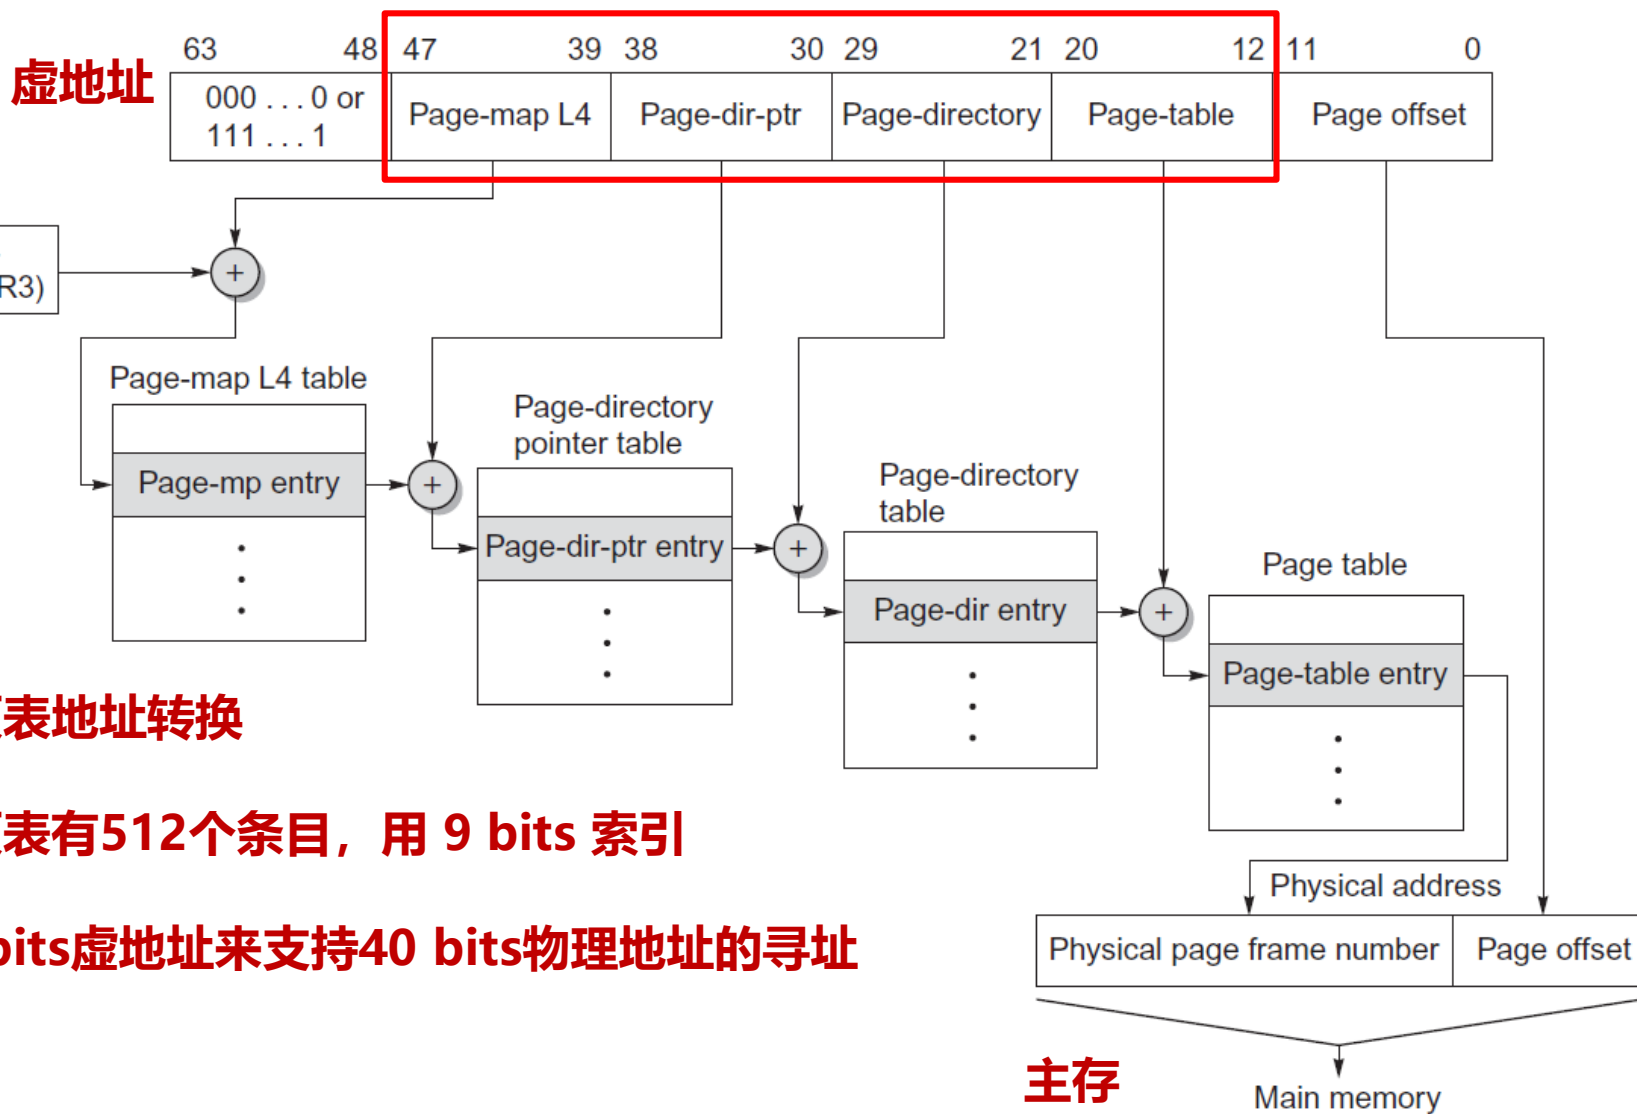 63 48 47 39 38 30 29 21 20 12 11 0
虚地址
000 . . . 0 or
111 . . . 1
Page-map L4 Page-dir-ptr Page-directory Page-table Page offset
R3)
+
Page-map L4 table
Page-mp entry
+
Page-directory
pointer table
Page-dir-ptr entry
+
Page-directory
table
Page-dir entry
+
Page table
Page-table entry
表地址转换
表有512个条目，用 9 bits 索引
bits虚地址来支持40 bits物理地址的寻址
Physical address
Physical page frame number Page offset
主存
Main memory